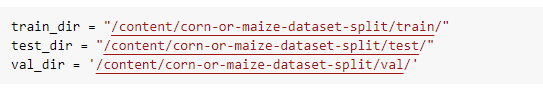 train_dir = "/content/corn-or-maize-dataset-split/train/"
test_dir = "/content/corn-or-maize-dataset-split/test/"
val_dir = '/content/corn-or-maize-dataset-split/val/'